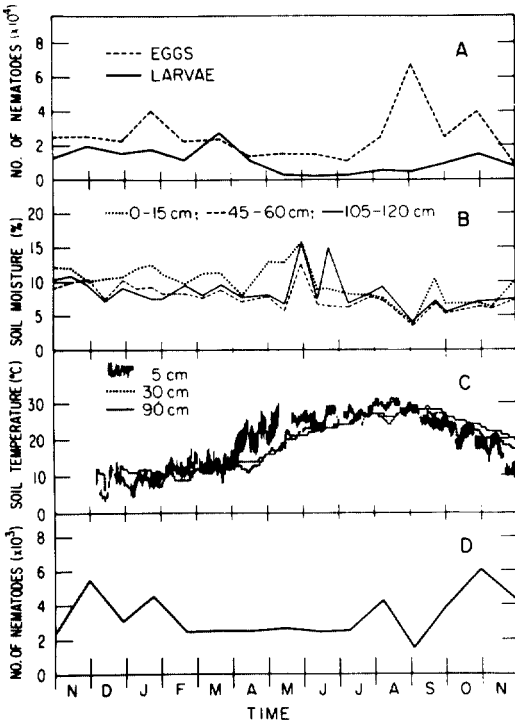 NO. OF NEMATODES (×10⁴)
8
6
4
2
0
A
EGGS
LARVAE
SOIL MOISTURE (%)
20
15
10
5
0
B
0-15 cm; 45-60 cm; 105-120 cm
SOIL TEMPERATURE (°C)
30
20
10
0
C
5 cm
30 cm
90 cm
NO. OF NEMATODES (×10³)
8
6
4
2
0
D
N D J F M A M J J A S O N
TIME